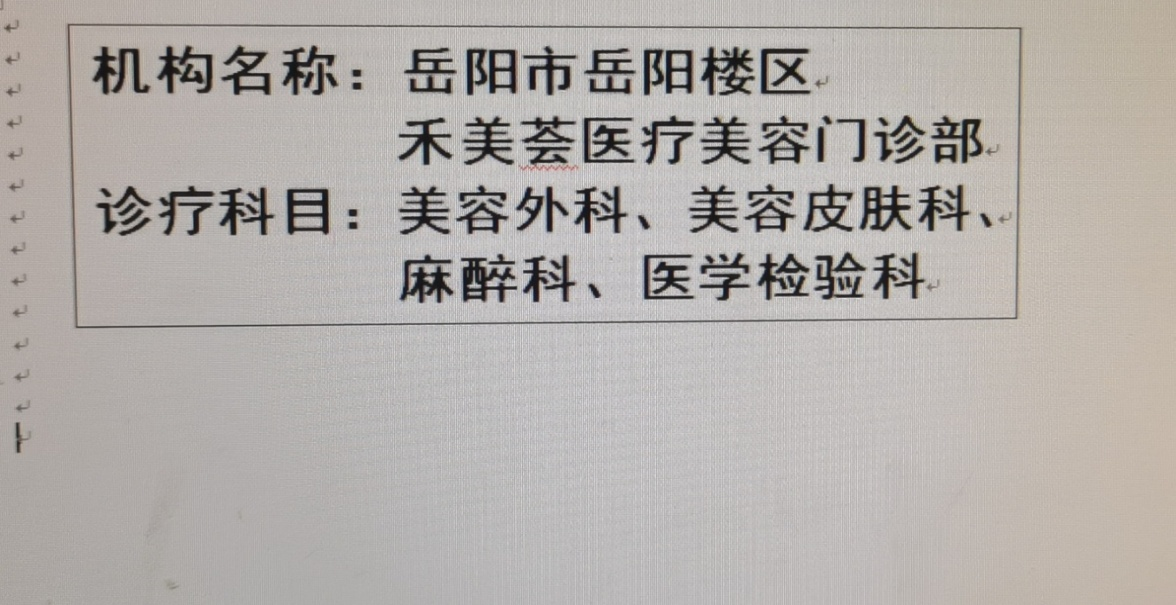 机构名称：岳阳市岳阳楼区
禾美荟医疗美容门诊部
诊疗科目：美容外科、美容皮肤科、
麻醉科、医学检验科